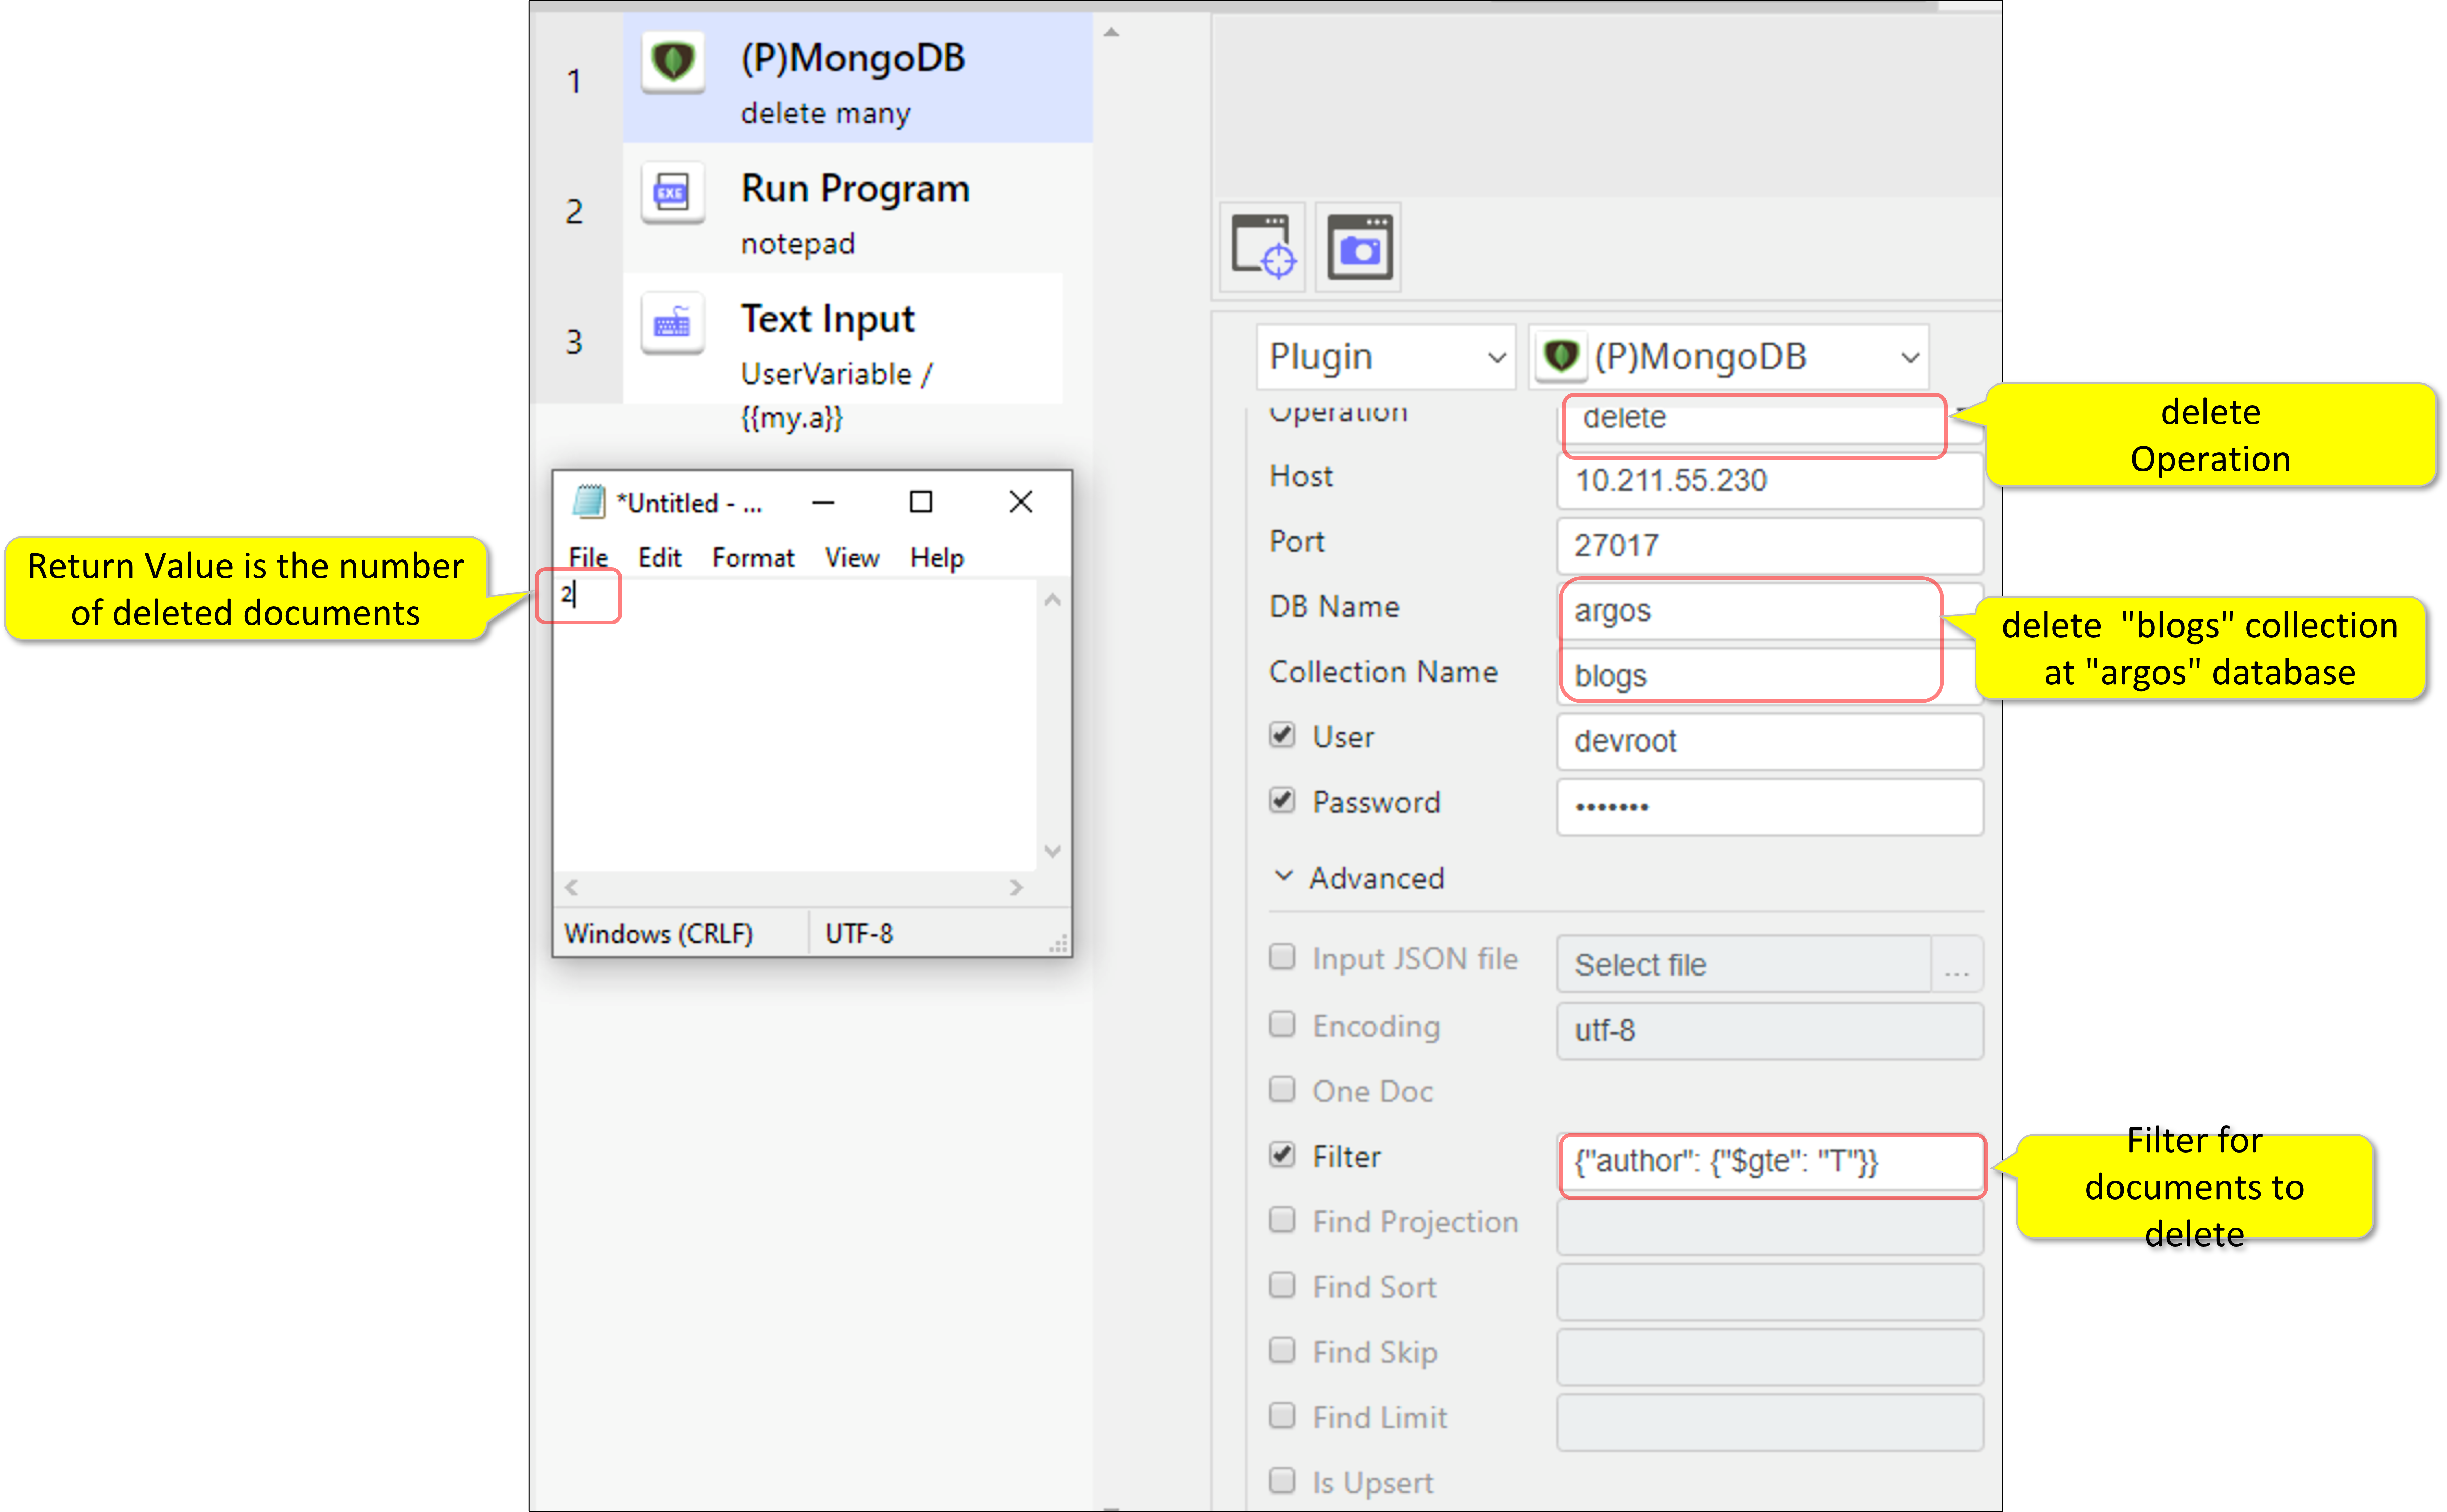 1
(P)MongoDB
delete many
2
EXE
Run Program
notepad
3
Text Input
UserVariable /
{{my.a}}
*Untitled - ...
File Edit Format View Help
2
Windows (CRLF) UTF-8
Return Value is the number
of deleted documents
Plugin (P)MongoDB
Operation delete
Host 10.211.55.230
Port 27017
DB Name argos
Collection Name blogs
User devroot
Password •••••••
Advanced
Input JSON file Select file ...
Encoding utf-8
One Doc
Filter {"author": {"$gte": "T"}}
Find Projection
Find Sort
Find Skip
Find Limit
Is Upsert
delete
Operation
delete  "blogs" collection
at "argos" database
Filter for
documents to
delete